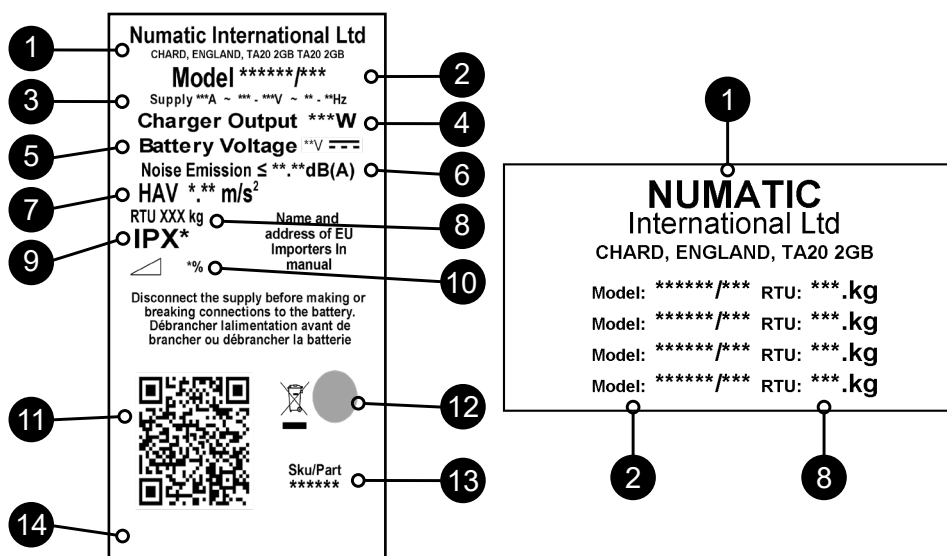 Numatic International Ltd
CHARD, ENGLAND, TA20 2GB TA20 2GB
1
Model ******/***
2
3
Supply ***A ~ *** - ***V ~ ** - **Hz
Charger Output ***W
4
5
Battery Voltage **V
Noise Emission ≤ **.**dB(A)
6
7
HAV *.** m/s²
RTU XXX kg
8
9
IPX*
Name and
address of EU
Importers In
manual
*%
10
Disconnect the supply before making or
breaking connections to the battery.
Débrancher lalimentation avant de
brancher ou débrancher la batterie
11
12
Sku/Part
******
13
14
1
NUMATIC
International Ltd
CHARD, ENGLAND, TA20 2GB
Model: ******/*** RTU: ***.kg
Model: ******/*** RTU: ***.kg
Model: ******/*** RTU: ***.kg
Model: ******/*** RTU: ***.kg
2
8